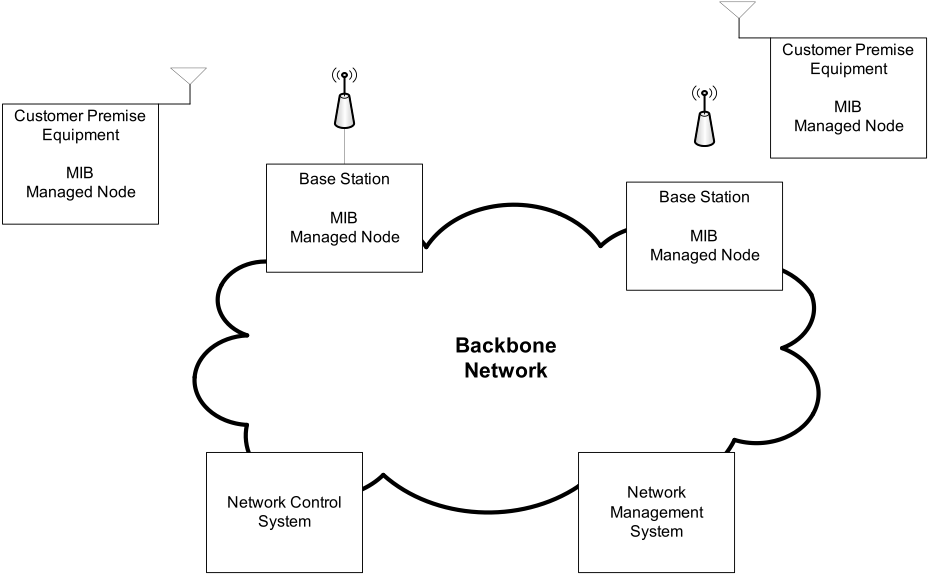 Customer Premise
Equipment
MIB
Managed Node
Customer Premise
Equipment
MIB
Managed Node
Base Station
MIB
Managed Node
Base Station
MIB
Managed Node
Backbone
Network
Network Control
System
Network
Management
System